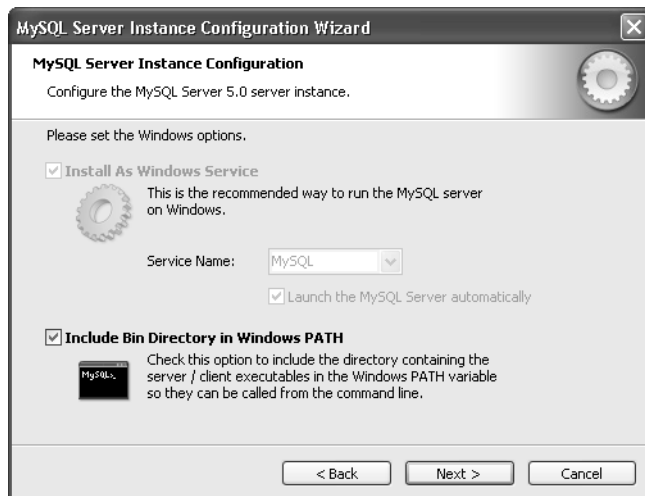 MySQL Server Instance Configuration Wizard
MySQL Server Instance Configuration
Configure the MySQL Server 5.0 server instance.
Please set the Windows options.
Install As Windows Service
This is the recommended way to run the MySQL server
on Windows.
Service Name: MySQL
Launch the MySQL Server automatically
Include Bin Directory in Windows PATH
MySQL>_
Check this option to include the directory containing the
server / client executables in the Windows PATH variable
so they can be called from the command line.
< Back Next > Cancel